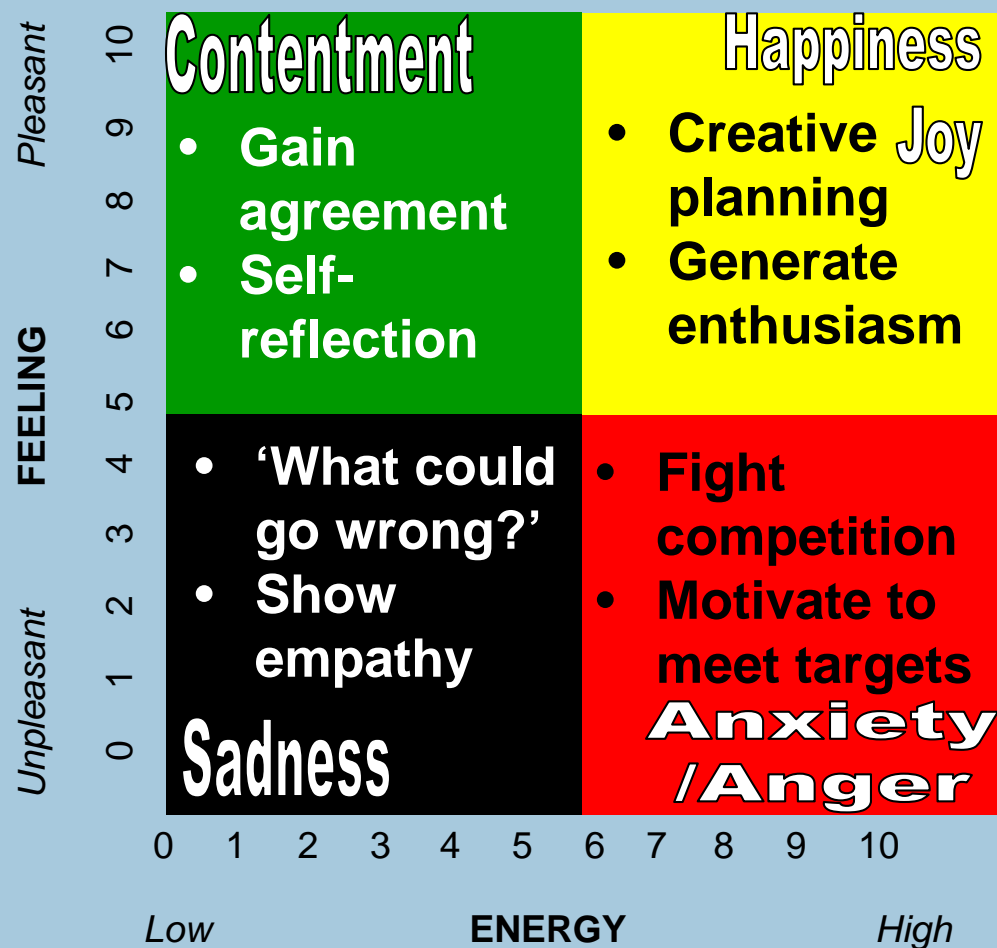 Contentment
• Gain
agreement
• Self-
reflection
Happiness
Joy
• Creative
planning
• Generate
enthusiasm
• ‘What could
go wrong?’
• Show
empathy
Sadness
• Fight
competition
• Motivate to
meet targets
Anxiety
/Anger
Pleasant
FEELING
Unpleasant
10
9
8
7
6
5
4
3
2
1
0
0 1 2 3 4 5 6 7 8 9 10
Low ENERGY High